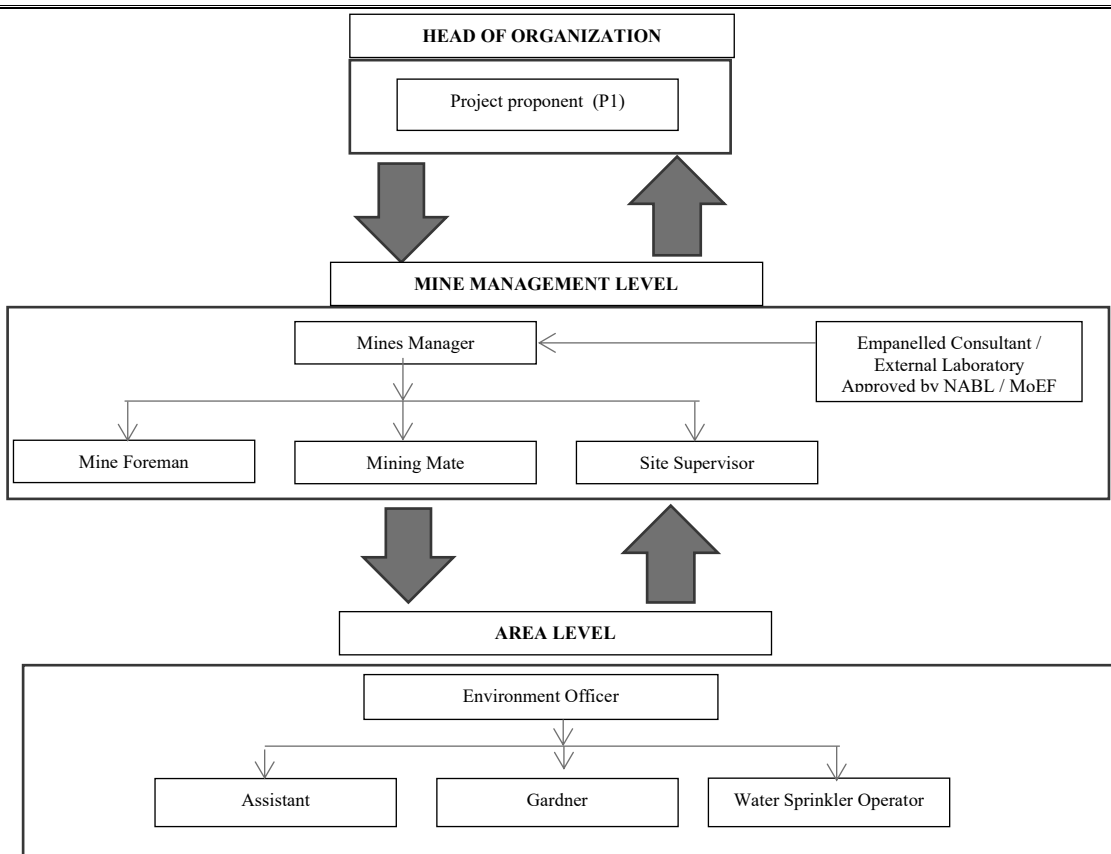 HEAD OF ORGANIZATION
Project proponent (P1)
MINE MANAGEMENT LEVEL
Mines Manager
Empanelled Consultant /
External Laboratory
Approved by NABL / MoEF
Mine Foreman
Mining Mate
Site Supervisor
AREA LEVEL
Environment Officer
Assistant
Gardner
Water Sprinkler Operator